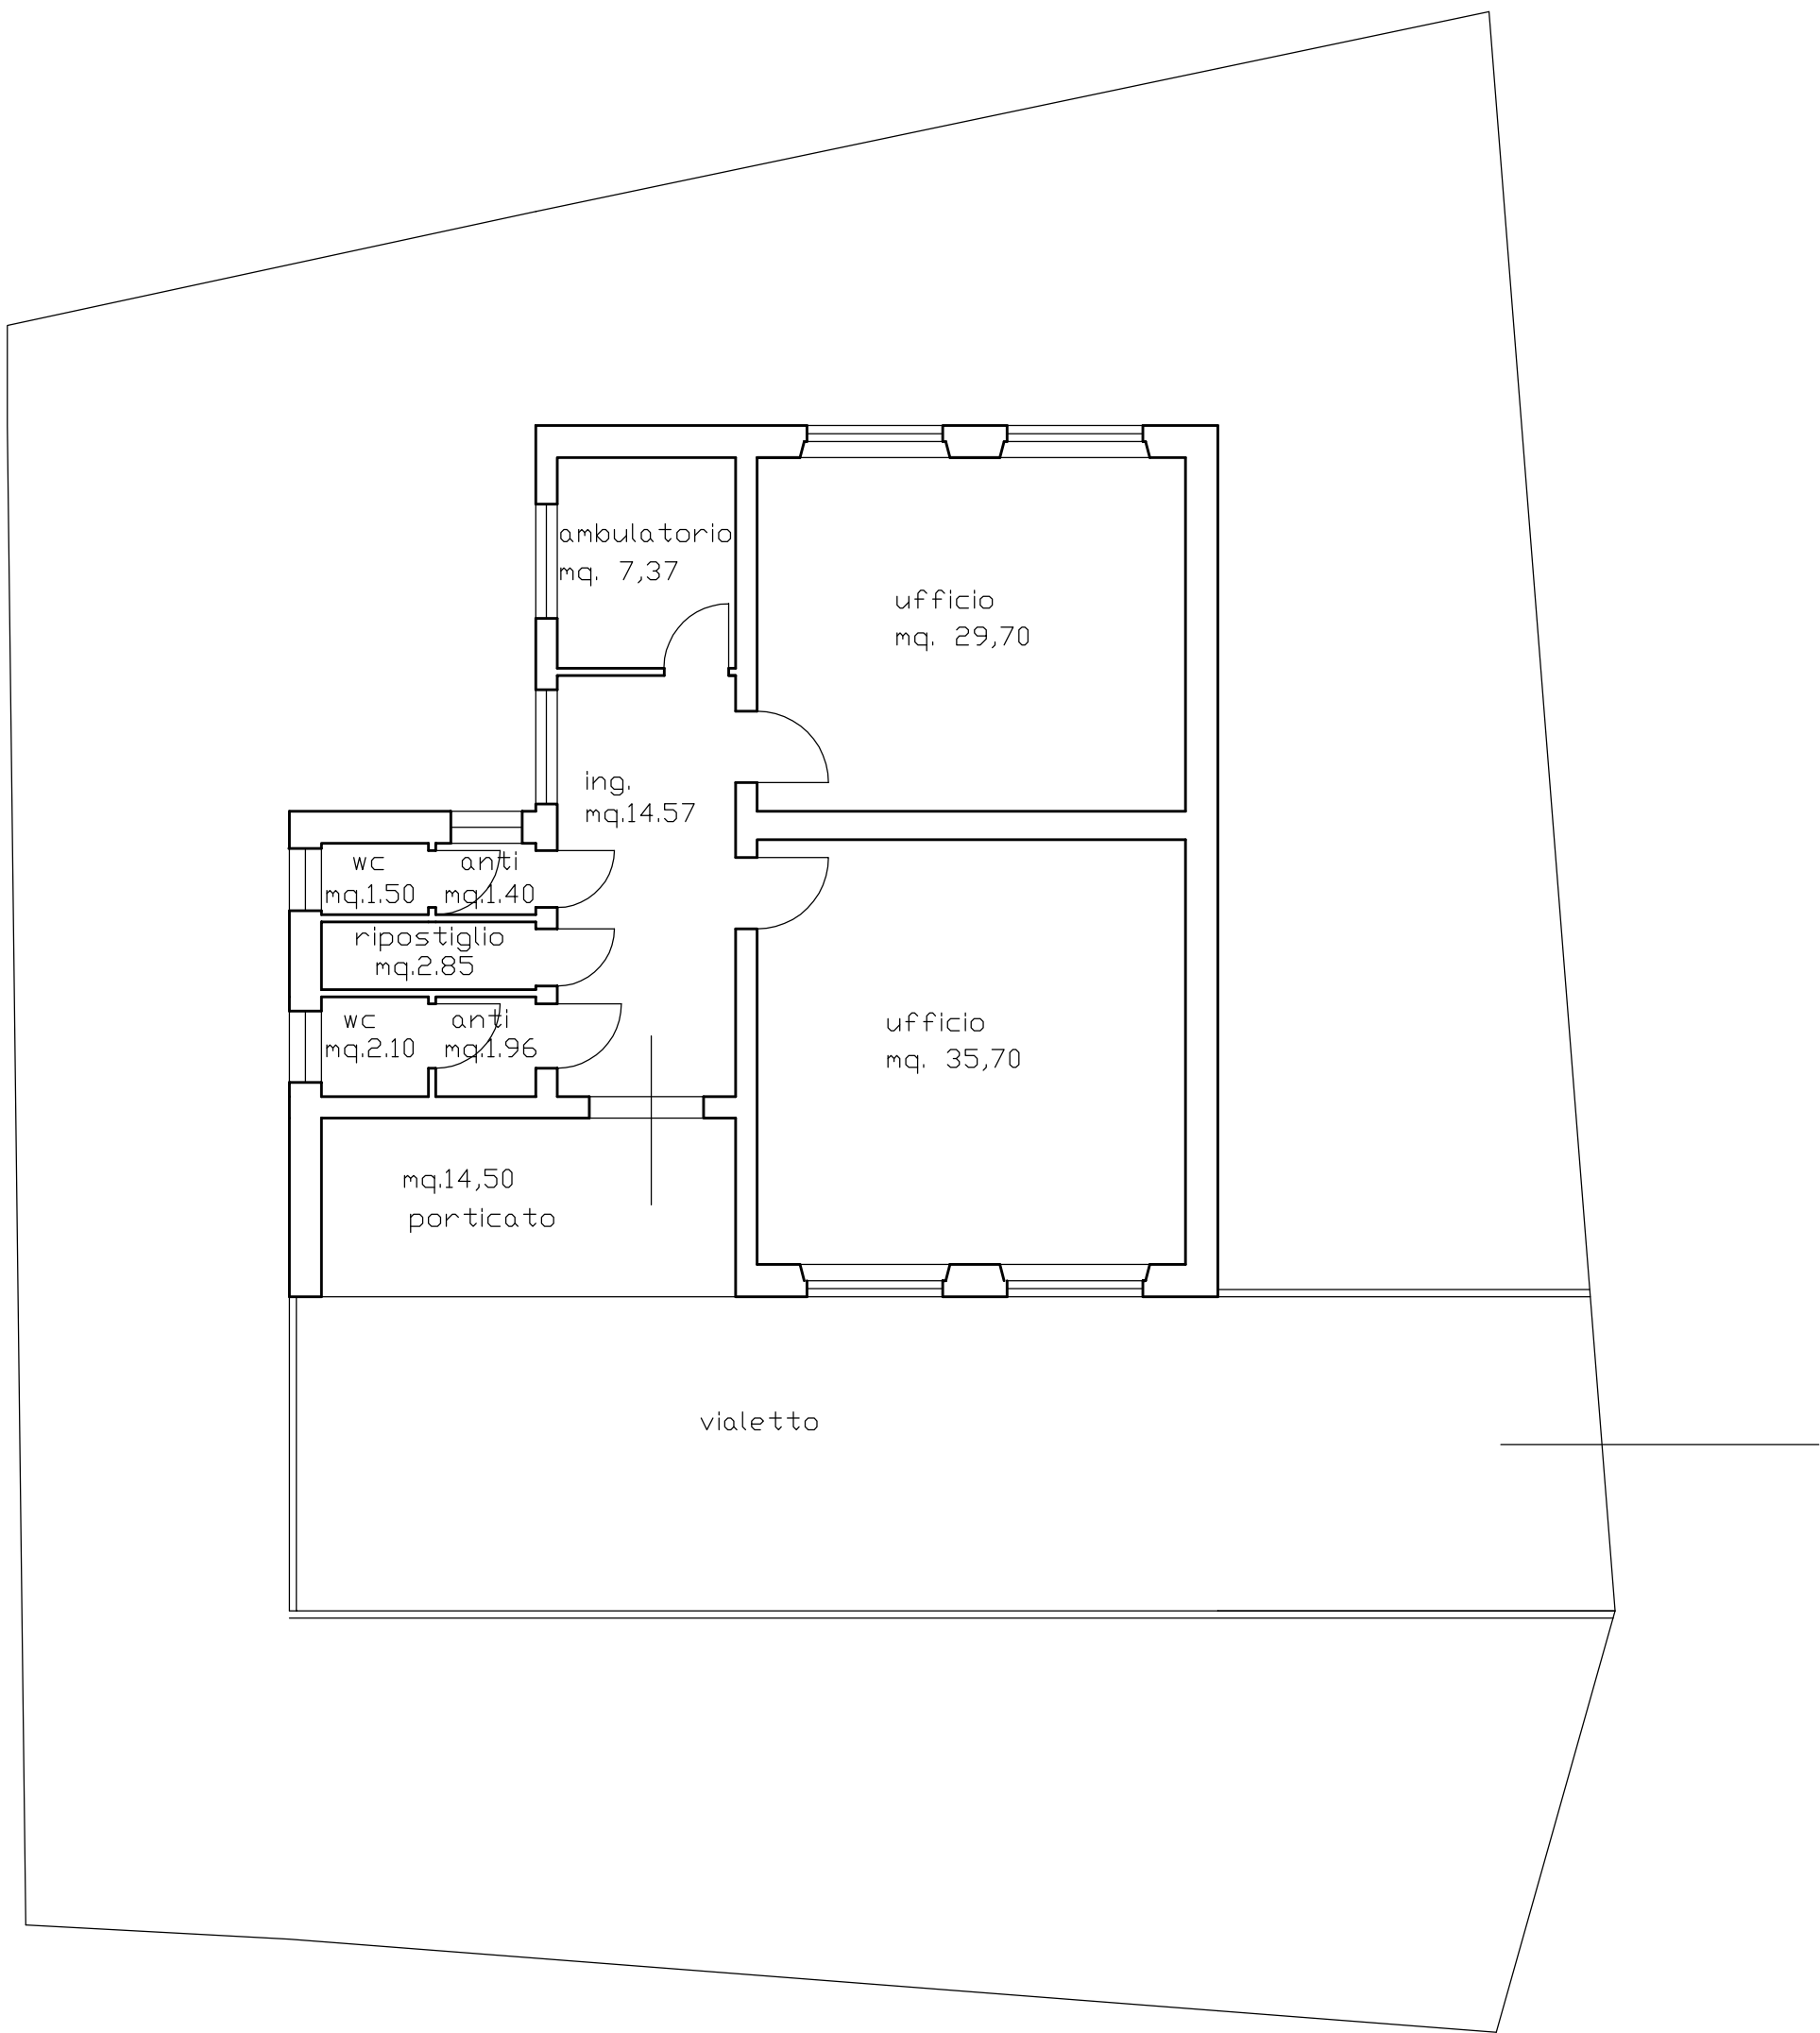 ambulatorio
mq. 7,37
ufficio
mq. 29,70
ing.
mq.14.57
wc
mq.1.50
anti
mq.1.40
ripostiglio
mq.2.85
wc
mq.2.10
anti
mq.1.96
ufficio
mq. 35,70
mq.14,50
porticato
vialetto